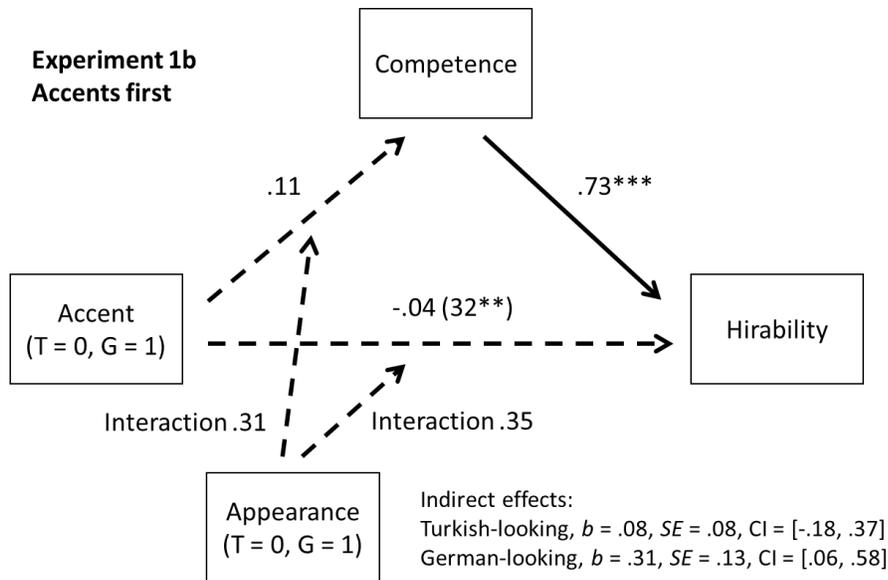 Experiment 1b
Accents first
Competence
.11
.73***
Accent
(T = 0, G = 1)
-.04 (32**)
Hirability
Interaction .31
Interaction .35
Appearance
(T = 0, G = 1)
Indirect effects:
Turkish-looking, b = .08, SE = .08, CI = [-.18, .37]
German-looking, b = .31, SE = .13, CI = [.06, .58]